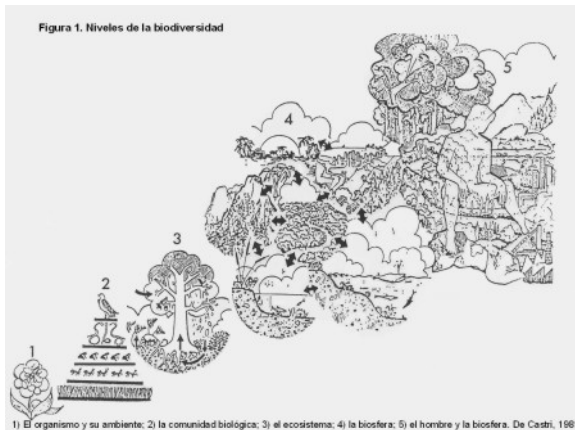 Figura 1. Niveles de la biodiversidad
5
4
3
2
1
1) El organismo y su ambiente; 2) la comunidad biológica; 3) el ecosistema; 4) la biosfera; 5) el hombre y la biosfera. De Castri, 198